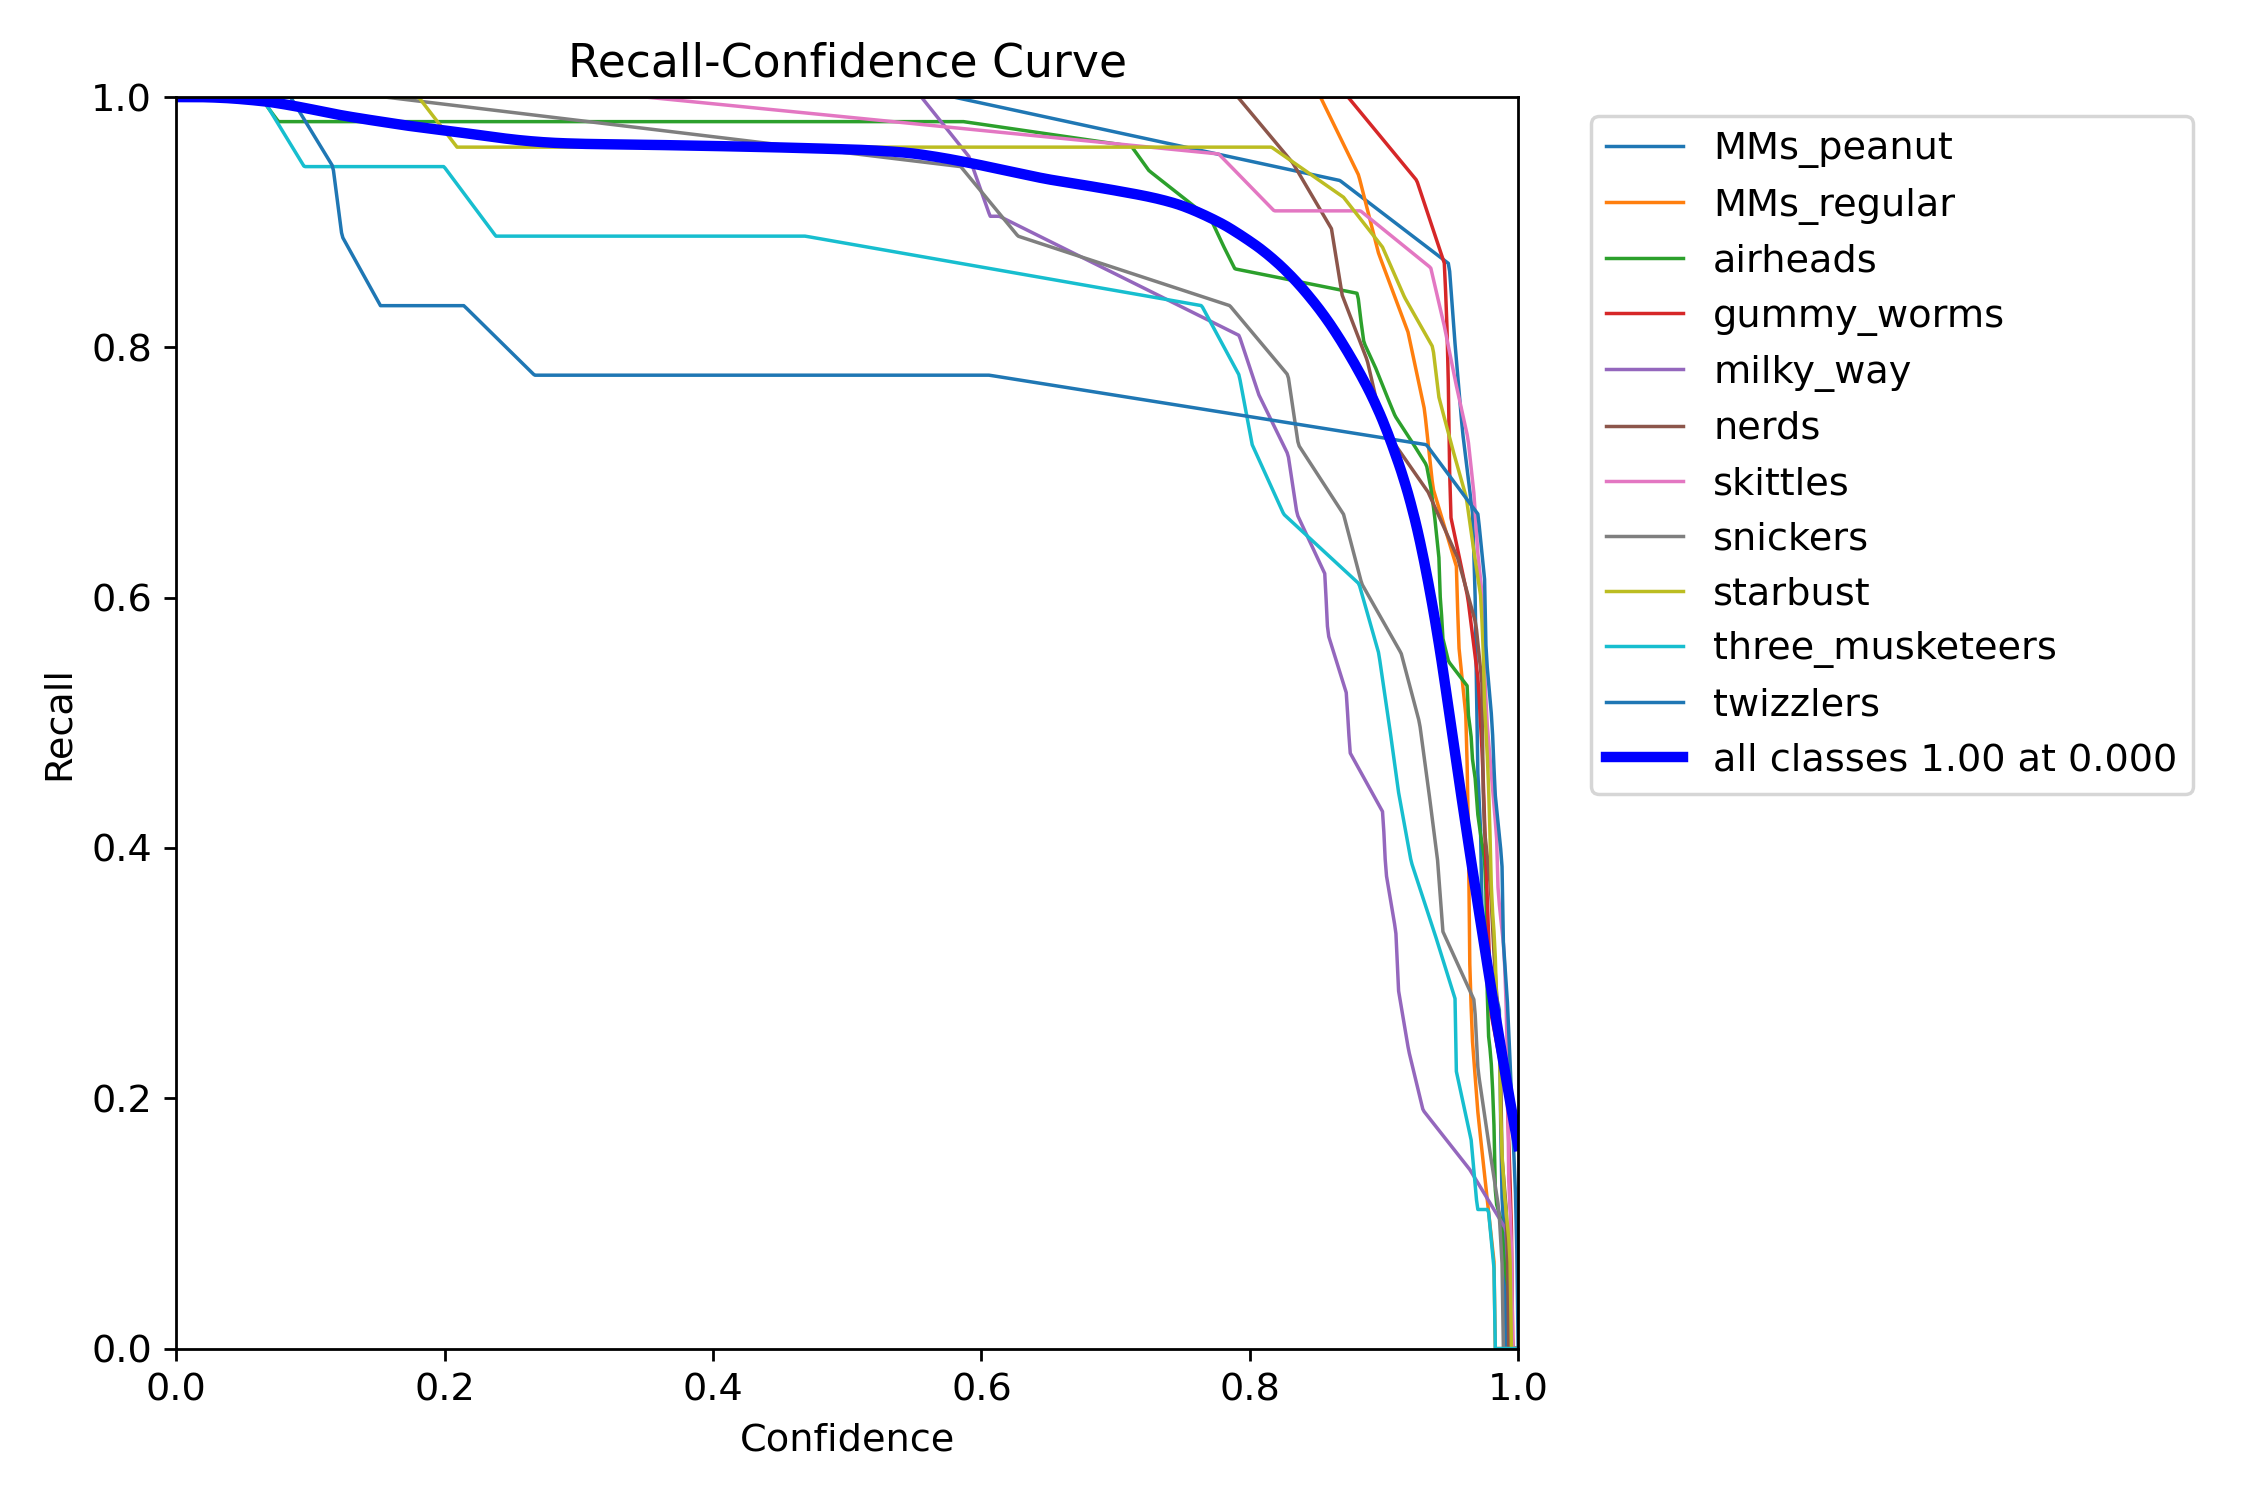 Recall-Confidence Curve
1.0
0.8
0.6
0.4
0.2
0.0
Recall
0.0 0.2 0.4 0.6 0.8 1.0
Confidence
MMs_peanut
MMs_regular
airheads
gummy_worms
milky_way
nerds
skittles
snickers
starbust
three_musketeers
twizzlers
all classes 1.00 at 0.000